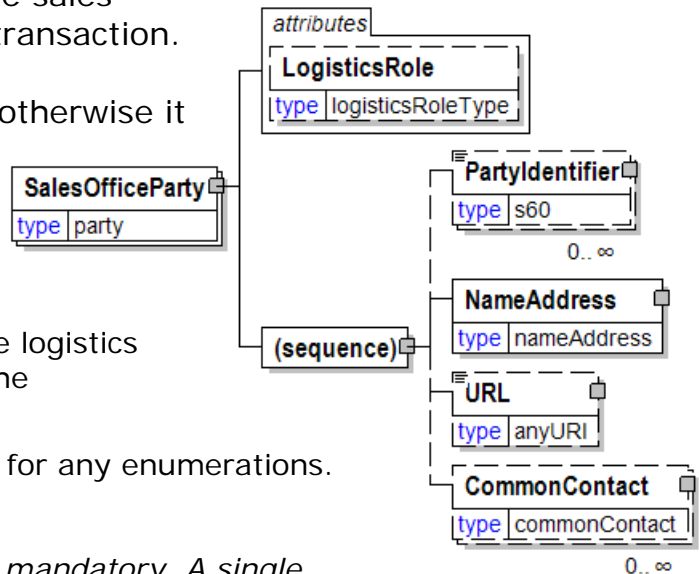 e sales
transaction.
otherwise it
e logistics
ne
for any enumerations.
mandatory. A single
attributes
LogisticsRole
type logisticsRoleType
SalesOfficeParty
type party
(sequence)
PartyIdentifier
type s60
0.. ∞
NameAddress
type nameAddress
URL
type anyURI
CommonContact
type commonContact
0.. ∞